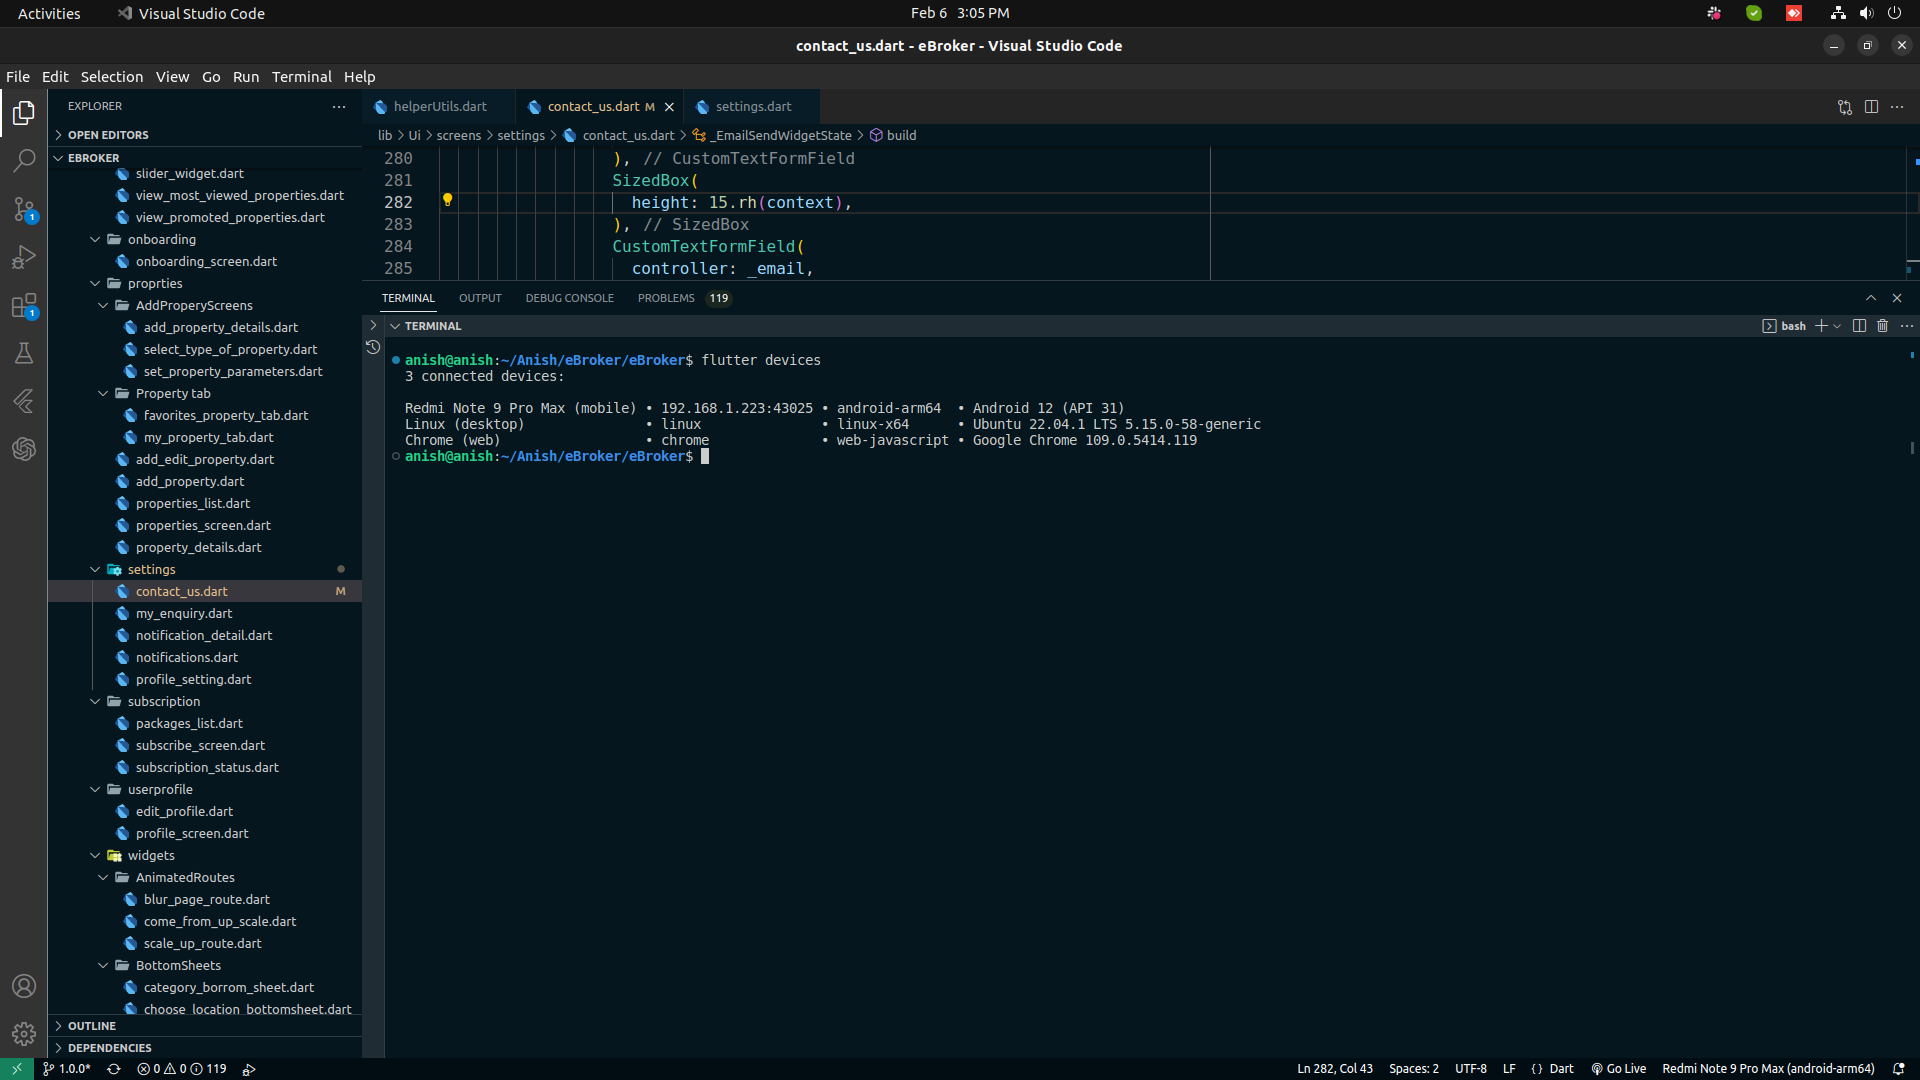 Activities Visual Studio Code Feb 6 3:05 PM
contact_us.dart - eBroker - Visual Studio Code
File Edit Selection View Go Run Terminal Help
EXPLORER
OPEN EDITORS
EBROKER
slider_widget.dart
view_most_viewed_properties.dart
view_promoted_properties.dart
onboarding
onboarding_screen.dart
proprties
AddProperyScreens
add_property_details.dart
select_type_of_property.dart
set_property_parameters.dart
Property tab
favorites_property_tab.dart
my_property_tab.dart
add_edit_property.dart
add_property.dart
properties_list.dart
properties_screen.dart
property_details.dart
settings
contact_us.dart M
my_enquiry.dart
notification_detail.dart
notifications.dart
profile_setting.dart
subscription
packages_list.dart
subscribe_screen.dart
subscription_status.dart
userprofile
edit_profile.dart
profile_screen.dart
widgets
AnimatedRoutes
blur_page_route.dart
come_from_up_scale.dart
scale_up_route.dart
BottomSheets
category_borrom_sheet.dart
choose_location_bottomsheet.dart
OUTLINE
DEPENDENCIES
1
1
helperUtils.dart contact_us.dart M settings.dart
lib > Ui > screens > settings > contact_us.dart > _EmailSendWidgetState > build
280 ), // CustomTextFormField
281 SizedBox(
282 height: 15.rh(context),
283 ), // SizedBox
284 CustomTextFormField(
285 controller: _email,
TERMINAL OUTPUT DEBUG CONSOLE PROBLEMS 119
TERMINAL bash
anish@anish:~/Anish/eBroker/eBroker$ flutter devices
3 connected devices:
Redmi Note 9 Pro Max (mobile) • 192.168.1.223:43025 • android-arm64 • Android 12 (API 31)
Linux (desktop) • linux • linux-x64 • Ubuntu 22.04.1 LTS 5.15.0-58-generic
Chrome (web) • chrome • web-javascript • Google Chrome 109.0.5414.119
anish@anish:~/Anish/eBroker/eBroker$
1.0.0* 0 0 119 Ln 282, Col 43 Spaces: 2 UTF-8 LF { } Dart Go Live Redmi Note 9 Pro Max (android-arm64)